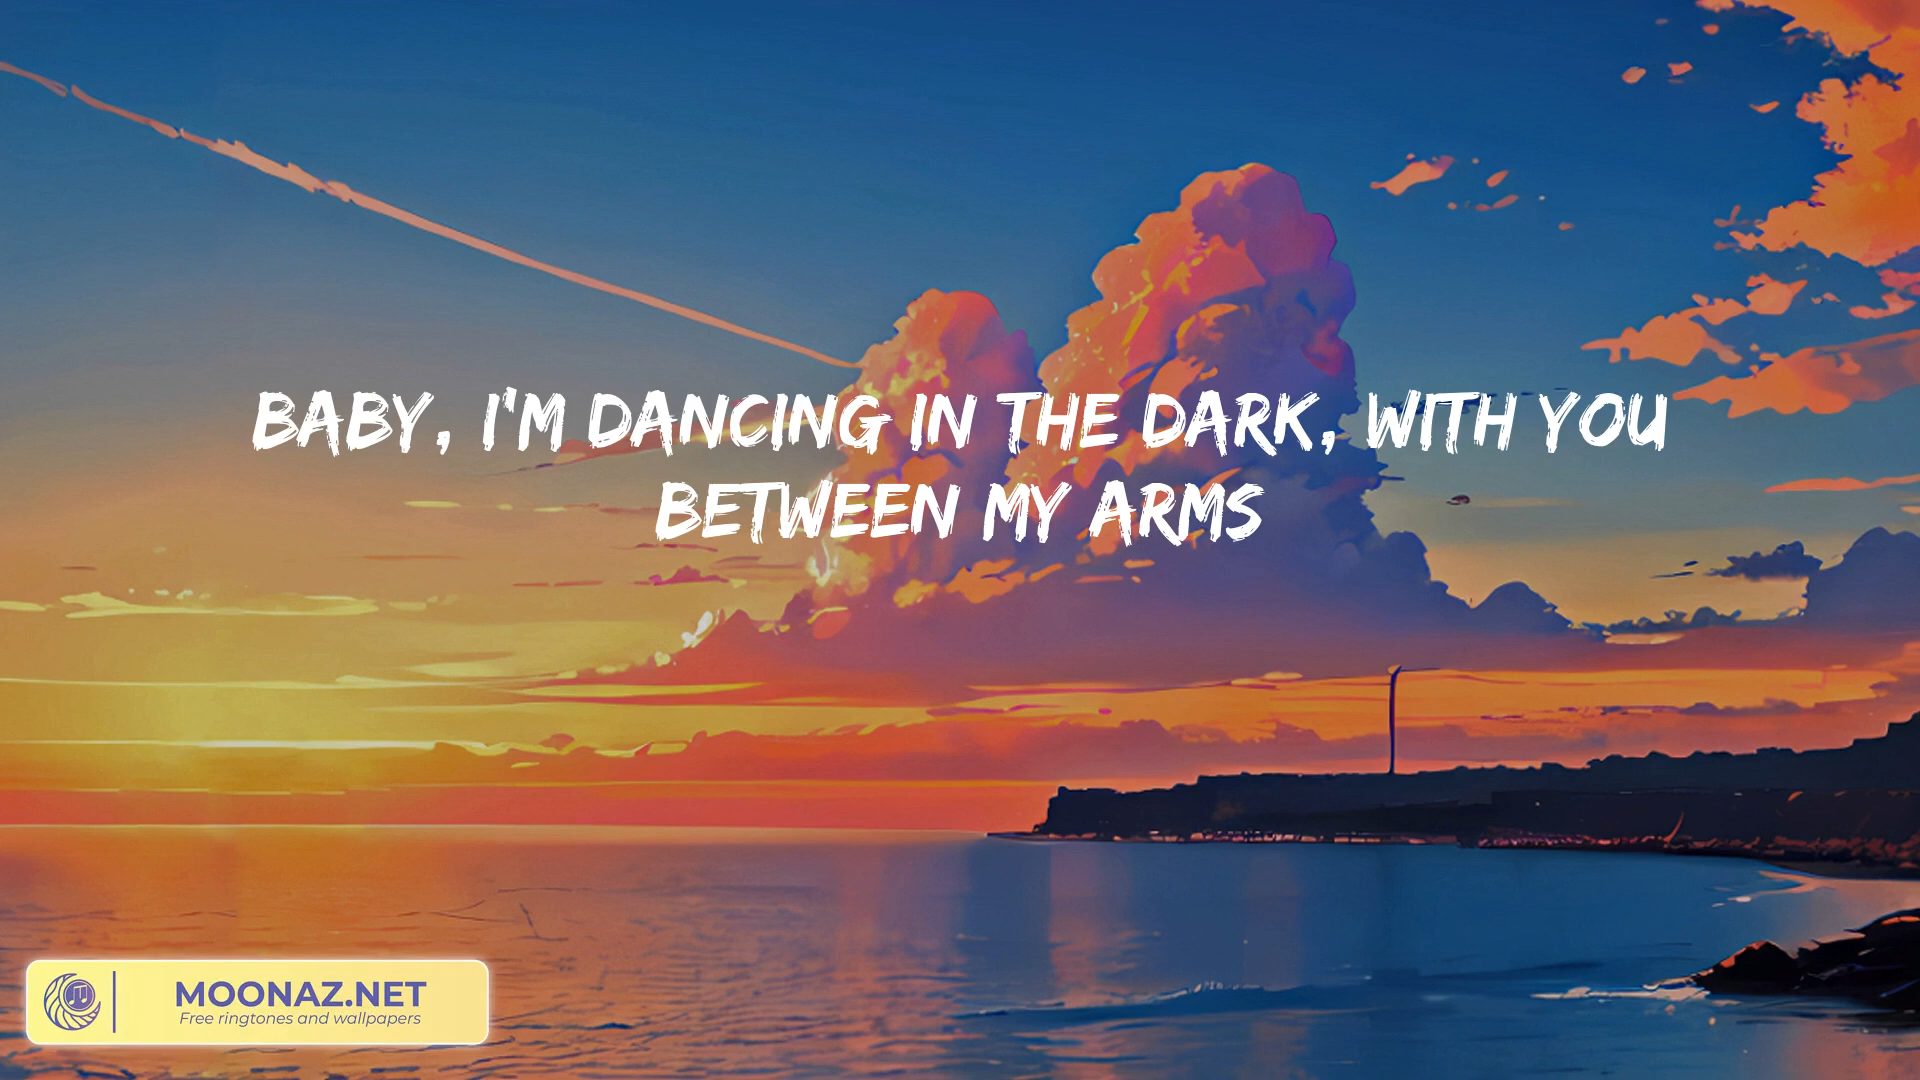 BABY, I'M DANCING IN THE DARK, WITH YOU
BETWEEN MY ARMS
MOONAZ.NET
Free ringtones and wallpapers